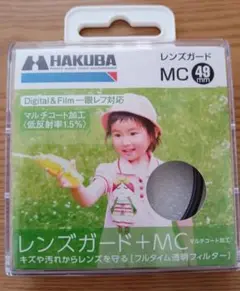 HAKUBA
レンズガード
MC 49mm
Digital & Film 一眼レフ対応
マルチコート加工
〈低反射率1.5%〉
レンズガード+MC マルチコート加工
キズや汚れからレンズを守る[フルタイム透明フィルター]